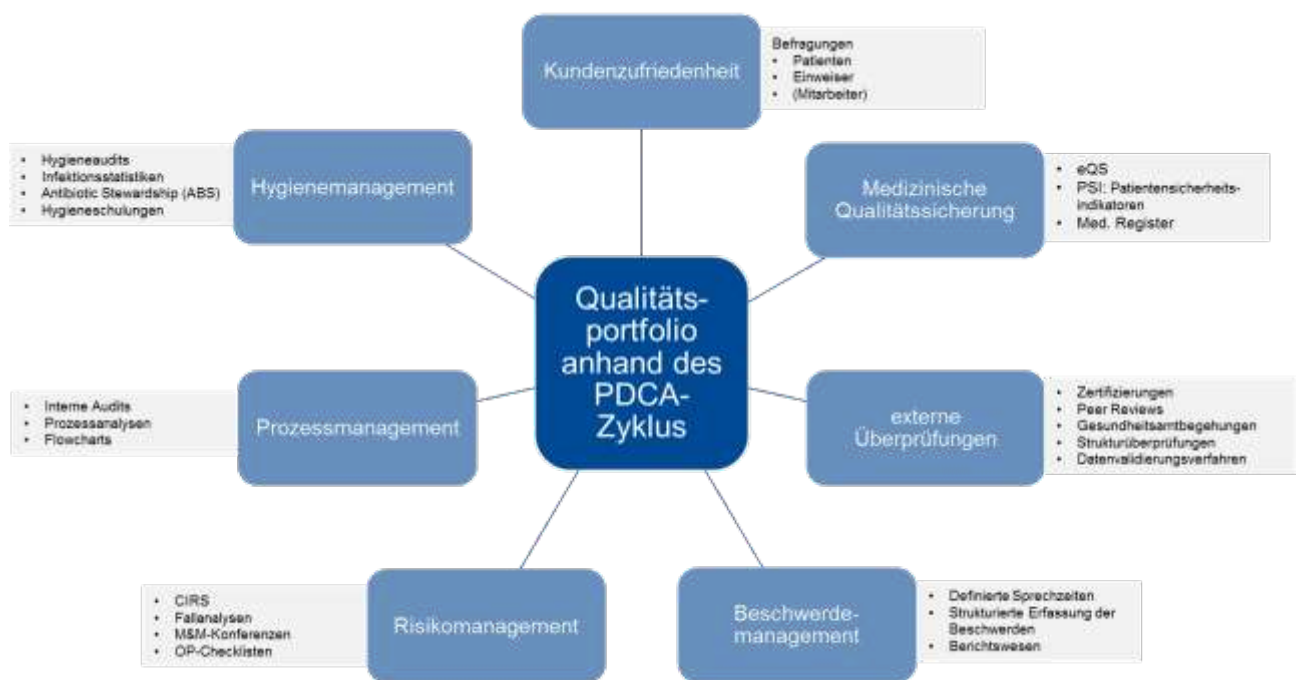 Kundenzufriedenheit
Befragungen
• Patienten
• Einweiser
• (Mitarbeiter)
• Hygieneaudits
• Infektionsstatistiken
• Antibiotic Stewardship (ABS)
• Hygieneschulungen
Hygienemanagement
Medizinische
Qualitätssicherung
• eQS
• PSI: Patientensicherheits-
indikatoren
• Med. Register
Qualitäts-
portfolio
anhand des
PDCA-
Zyklus
• Interne Audits
• Prozessanalysen
• Flowcharts
Prozessmanagement
externe
Überprüfungen
• Zertifizierungen
• Peer Reviews
• Gesundheitsamtbegehungen
• Strukturüberprüfungen
• Datenvalidierungsverfahren
• CIRS
• Fallanalysen
• M&M-Konferenzen
• OP-Checklisten
Risikomanagement
Beschwerde-
management
• Definierte Sprechzeiten
• Strukturierte Erfassung der
Beschwerden
• Berichtswesen